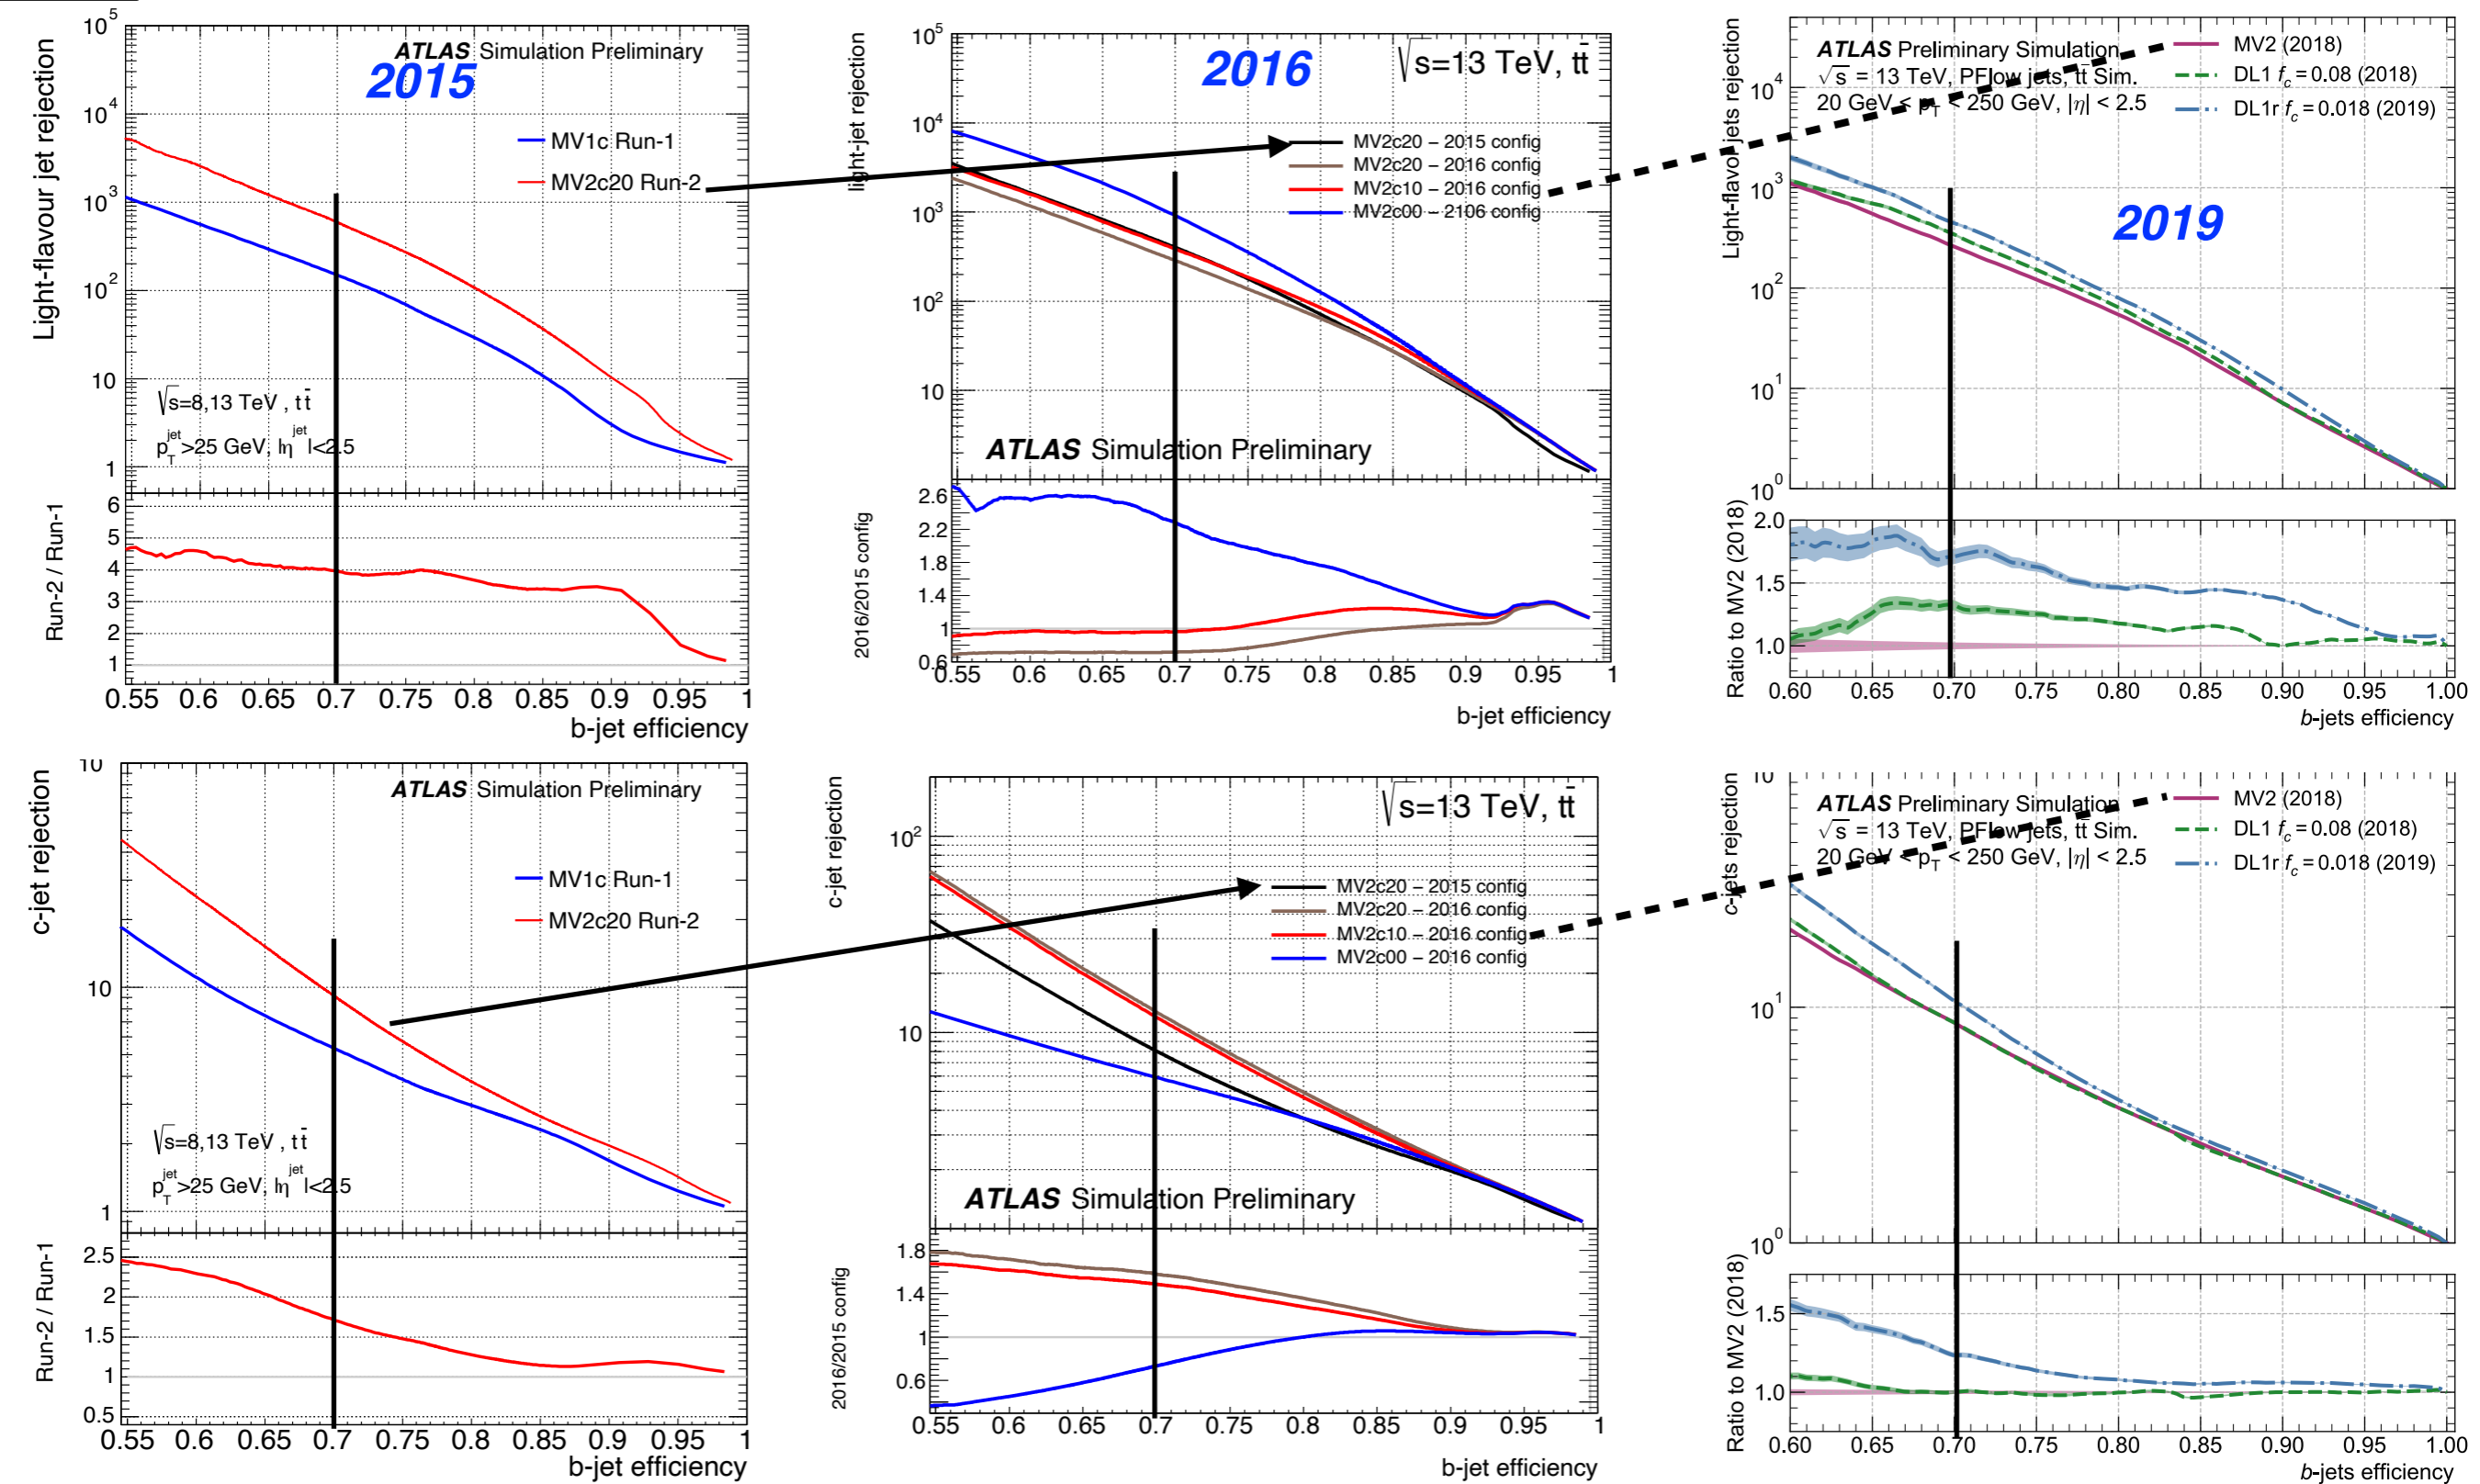 10^5
ATLAS Simulation Preliminary
2015
10^4
MV1c Run-1
MV2c20 Run-2
10^3
10^2
10
1
√s=8,13 TeV , tt̄
p_T^jet>25 GeV, |η^jet|<2.5
Light-flavour jet rejection
6
5
4
3
2
1
Run-2 / Run-1
0.55 0.6 0.65 0.7 0.75 0.8 0.85 0.9 0.95 1
b-jet efficiency
10^5
2016
√s=13 TeV, tt̄
10^4
MV2c20 – 2015 config
MV2c20 – 2016 config
MV2c10 – 2016 config
MV2c00 – 2106 config
10^3
10^2
10
ATLAS Simulation Preliminary
light-jet rejection
2.6
2.2
1.8
1.4
1
0.6
2016/2015 config
0.55 0.6 0.65 0.7 0.75 0.8 0.85 0.9 0.95 1
b-jet efficiency
ATLAS Preliminary Simulation
√s = 13 TeV, PFlow jets, tt̄ Sim.
20 GeV < p_T < 250 GeV, |η| < 2.5
MV2 (2018)
DL1 f_c = 0.08 (2018)
DL1r f_c = 0.018 (2019)
2019
10^4
10^3
10^2
10^1
10^0
Light-flavor jets rejection
2.0
1.5
1.0
Ratio to MV2 (2018)
0.60 0.65 0.70 0.75 0.80 0.85 0.90 0.95 1.00
b-jets efficiency
10
ATLAS Simulation Preliminary
MV1c Run-1
MV2c20 Run-2
10
1
√s=8,13 TeV , tt̄
p_T^jet>25 GeV, |η^jet|<2.5
c-jet rejection
2.5
2
1.5
1
0.5
Run-2 / Run-1
0.55 0.6 0.65 0.7 0.75 0.8 0.85 0.9 0.95 1
b-jet efficiency
√s=13 TeV, tt̄
10^2
MV2c20 – 2015 config
MV2c20 – 2016 config
MV2c10 – 2016 config
MV2c00 – 2016 config
10
ATLAS Simulation Preliminary
c-jet rejection
1.8
1.4
1
0.6
2016/2015 config
0.55 0.6 0.65 0.7 0.75 0.8 0.85 0.9 0.95 1
b-jet efficiency
10
ATLAS Preliminary Simulation
√s = 13 TeV, PFlow jets, tt̄ Sim.
20 GeV < p_T < 250 GeV, |η| < 2.5
MV2 (2018)
DL1 f_c = 0.08 (2018)
DL1r f_c = 0.018 (2019)
10^1
10^0
c-jets rejection
1.5
1.0
Ratio to MV2 (2018)
0.60 0.65 0.70 0.75 0.80 0.85 0.90 0.95 1.00
b-jets efficiency